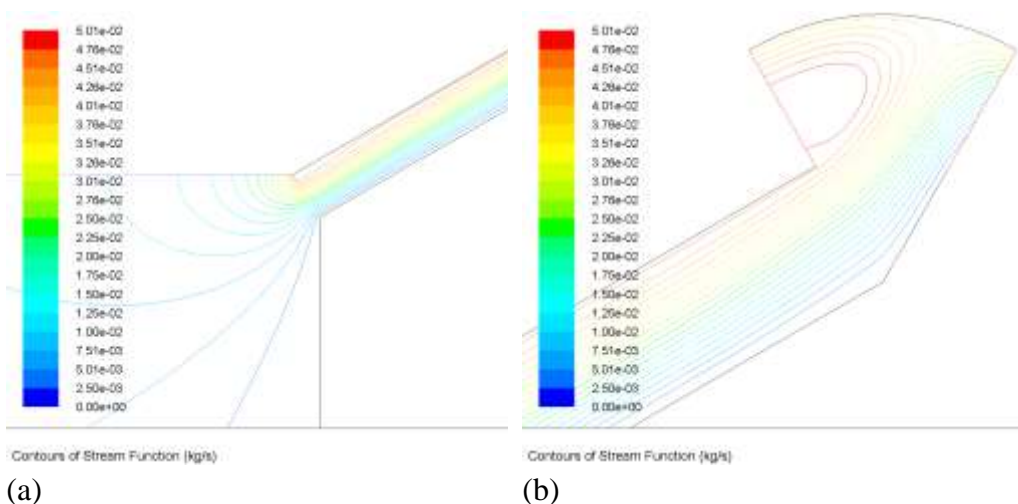 5.01e-02
4.76e-02
4.51e-02
4.26e-02
4.01e-02
3.76e-02
3.51e-02
3.26e-02
3.01e-02
2.76e-02
2.50e-02
2.25e-02
2.00e-02
1.75e-02
1.50e-02
1.25e-02
1.00e-02
7.51e-03
5.01e-03
2.50e-03
0.00e+00
Contours of Stream Function (kg/s)
(a)
5.01e-02
4.76e-02
4.51e-02
4.26e-02
4.01e-02
3.76e-02
3.51e-02
3.26e-02
3.01e-02
2.76e-02
2.50e-02
2.25e-02
2.00e-02
1.75e-02
1.50e-02
1.25e-02
1.00e-02
7.51e-03
5.01e-03
2.50e-03
0.00e+00
Contours of Stream Function (kg/s)
(b)